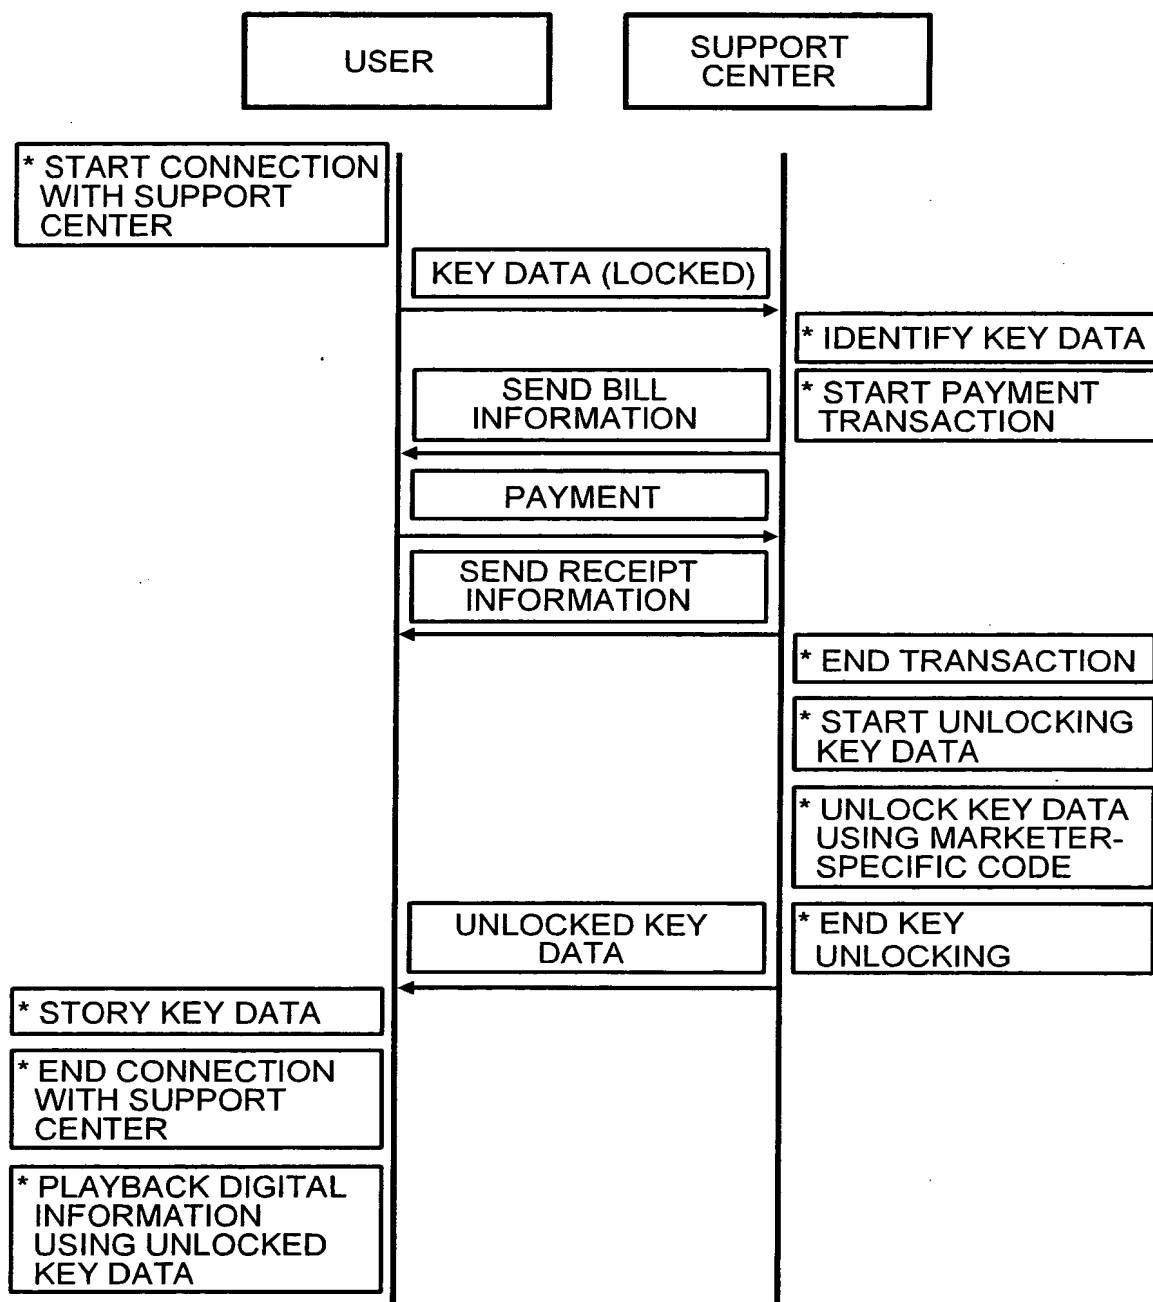 USER
SUPPORT
CENTER
* START CONNECTION
WITH SUPPORT
CENTER
KEY DATA (LOCKED)
* IDENTIFY KEY DATA
SEND BILL
INFORMATION
* START PAYMENT
TRANSACTION
PAYMENT
SEND RECEIPT
INFORMATION
* END TRANSACTION
* START UNLOCKING
KEY DATA
* UNLOCK KEY DATA
USING MARKETER-
SPECIFIC CODE
UNLOCKED KEY
DATA
* END KEY
UNLOCKING
* STORY KEY DATA
* END CONNECTION
WITH SUPPORT
CENTER
* PLAYBACK DIGITAL
INFORMATION
USING UNLOCKED
KEY DATA